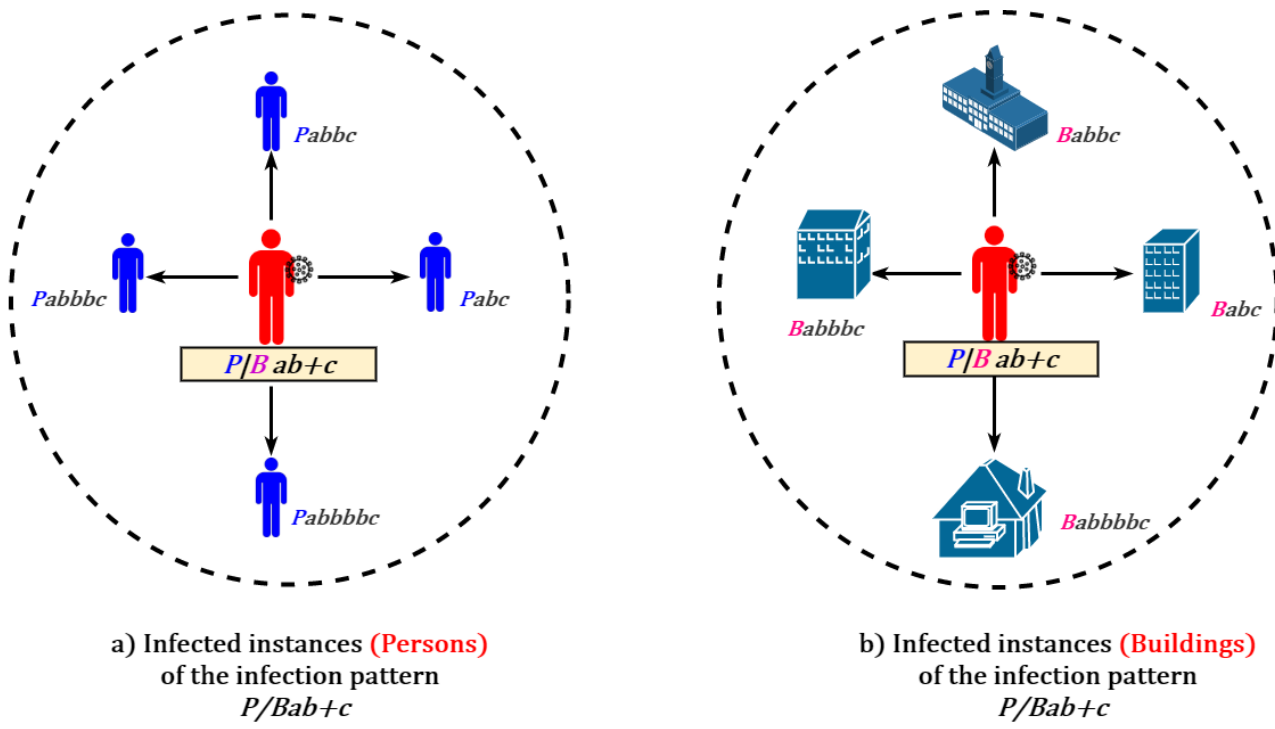 Pabbc
Pabbbc
Pabc
P/B ab+c
Pabbbbc
a) Infected instances (Persons)
of the infection pattern
P/Bab+c
Babbc
Babbbc
Babc
P/B ab+c
Babbbbc
b) Infected instances (Buildings)
of the infection pattern
P/Bab+c